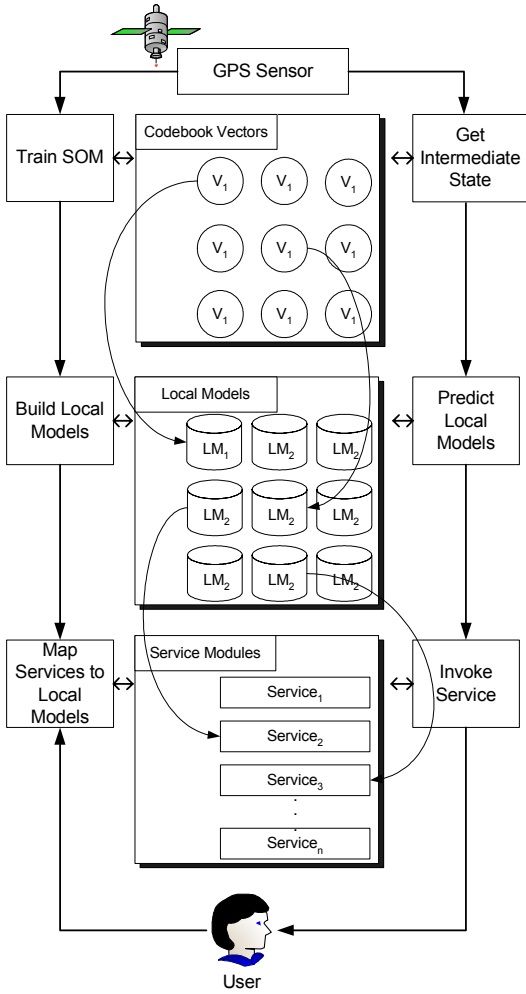 GPS Sensor
Train SOM
Codebook Vectors
Get
Intermediate
State
V₁ V₁ V₁
V₁ V₁ V₁
V₁ V₁ V₁
Build Local
Models
Local Models
Predict
Local
Models
LM₁ LM₂ LM₂
LM₂ LM₂ LM₂
LM₂ LM₂ LM₂
Map
Services to
Local
Models
Service Modules
Invoke
Service
Service₁
Service₂
Service₃
.
.
.
Serviceₙ
User